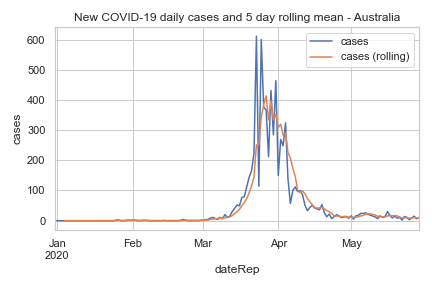 New COVID-19 daily cases and 5 day rolling mean - Australia
cases
cases (rolling)
600
500
400
300
200
100
0
cases
Jan
2020
Feb
Mar
Apr
May
dateRep